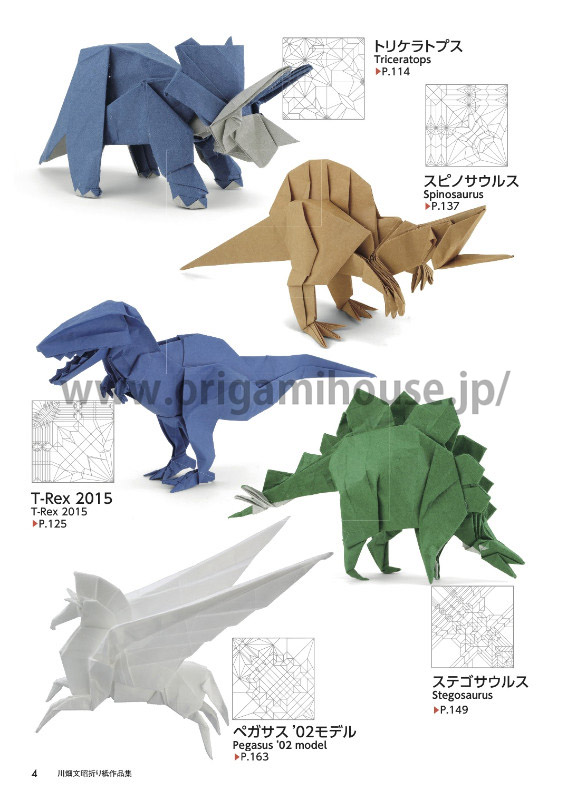 トリケラトプス
Triceratops
▶P.114
スピノサウルス
Spinosaurus
▶P.137
www.origamihouse.jp/
T-Rex 2015
T-Rex 2015
▶P.125
ステゴサウルス
Stegosaurus
▶P.149
ペガサス ’02モデル
Pegasus ’02 model
▶P.163
4 川畑文昭折り紙作品集